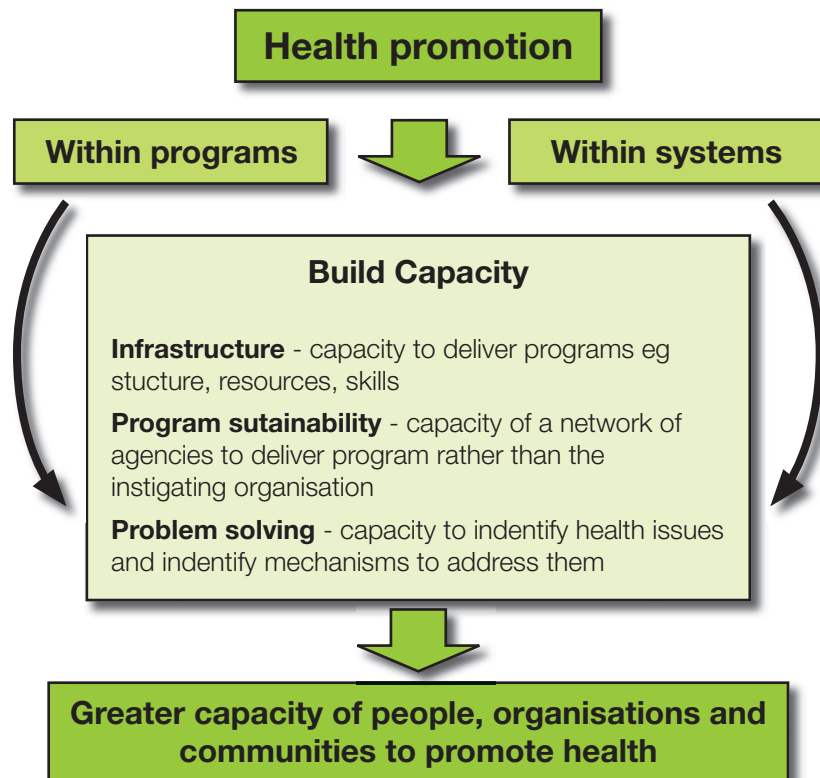 Health promotion
Within programs
Within systems
Build Capacity
Infrastructure - capacity to deliver programs eg
stucture, resources, skills
Program sutainability - capacity of a network of
agencies to deliver program rather than the
instigating organisation
Problem solving - capacity to indentify health issues
and indentify mechanisms to address them
Greater capacity of people, organisations and
communities to promote health